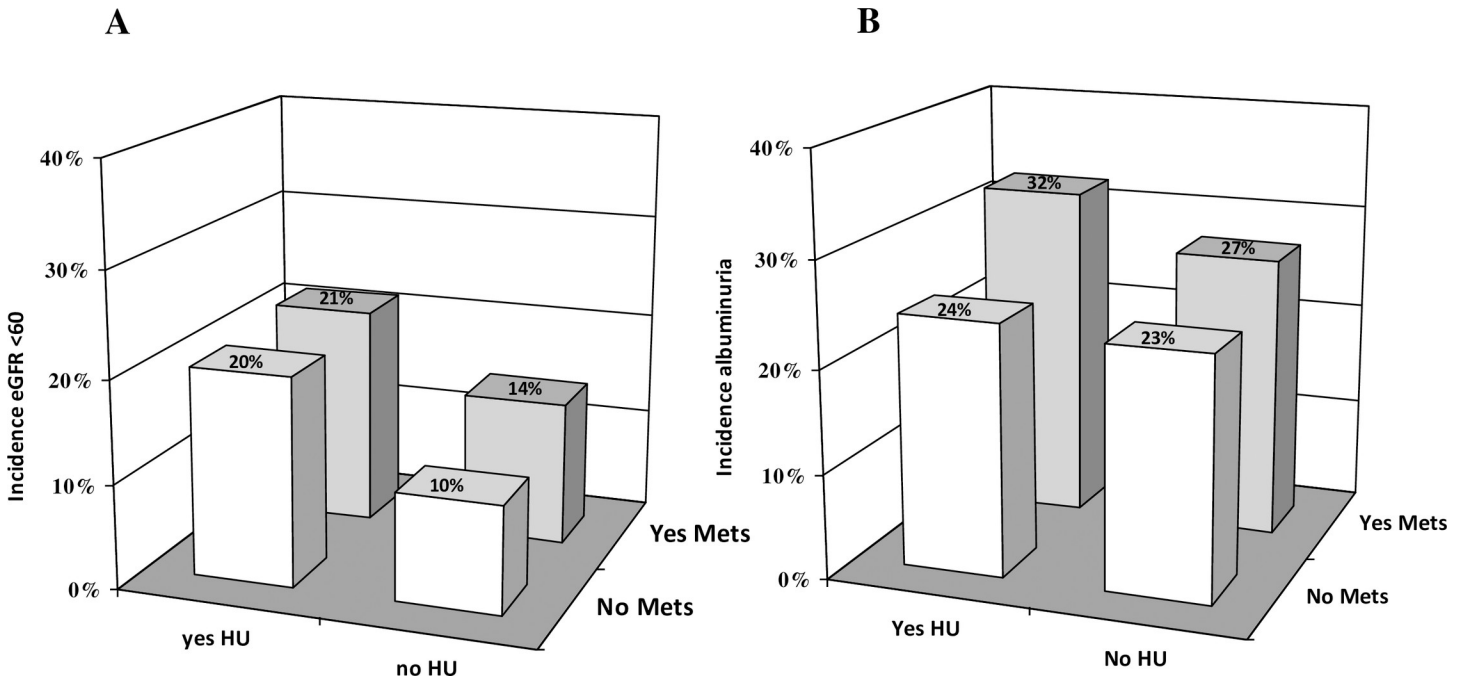 A
40%
30%
20%
10%
0%
Incidence eGFR <60
21%
20%
14%
10%
Yes Mets
No Mets
yes HU
no HU
B
40%
30%
20%
10%
0%
Incidence albuminuria
32%
27%
24%
23%
Yes Mets
No Mets
Yes HU
No HU